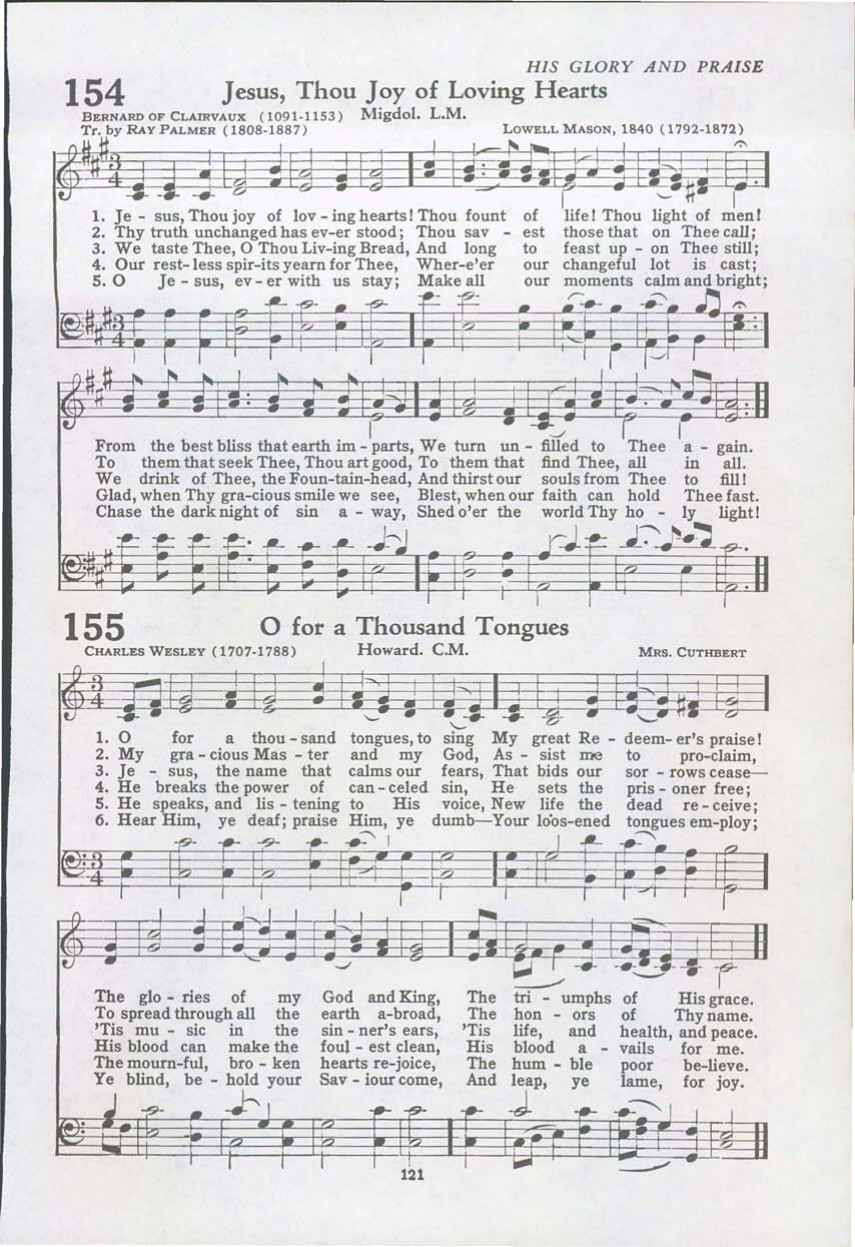 HIS GLORY AND PRAISE
154 Jesus, Thou Joy of Loving Hearts
BERNARD OF CLAIRVAUX (1091-1153) Migdol. L.M.
Tr. by RAY PALMER (1808-1887) LOWELL MASON, 1840 (1792-1872)
3 4
1. Je - sus, Thou joy of lov - ing hearts! Thou fount of life! Thou light of men!
2. Thy truth unchanged has ev-er stood; Thou sav - est those that on Thee call;
3. We taste Thee, O Thou Liv-ing Bread, And long to feast up - on Thee still;
4. Our rest-less spir-its yearn for Thee, Wher-e'er our changeful lot is cast;
5. O Je - sus, ev-er with us stay; Make all our moments calm and bright;
3 4
From the best bliss that earth im - parts, We turn un - filled to Thee a - gain.
To them that seek Thee, Thou art good, To them that find Thee, all in all.
We drink of Thee, the Foun-tain-head, And thirst our souls from Thee to fill!
Glad, when Thy gra-cious smile we see, Blest, when our faith can hold Thee fast.
Chase the dark night of sin a - way, Shed o'er the world Thy ho - ly light!
155 O for a Thousand Tongues
CHARLES WESLEY (1707-1788) Howard. C.M. MRS. CUTHBERT
3 4
1. O for a thou - sand tongues, to sing My great Re - deem-er's praise!
2. My gra - cious Mas - ter and my God, As - sist me to pro-claim,
3. Je - sus, the name that calms our fears, That bids our sor - rows cease—
4. He breaks the power of can - celed sin, He sets the pris - oner free;
5. He speaks, and lis - tening to His voice, New life the dead re - ceive;
6. Hear Him, ye deaf; praise Him, ye dumb—Your loos-ened tongues em-ploy;
3 4
The glo - ries of my God and King, The tri - umphs of His grace.
To spread through all the earth a-broad, The hon - ors of Thy name.
'Tis mu - sic in the sin - ner's ears, 'Tis life, and health, and peace.
His blood can make the foul - est clean, His blood a - vails for me.
The mourn-ful, bro - ken hearts re-joice, The hum - ble poor be-lieve.
Ye blind, be - hold your Sav - iour come, And leap, ye lame, for joy.
121